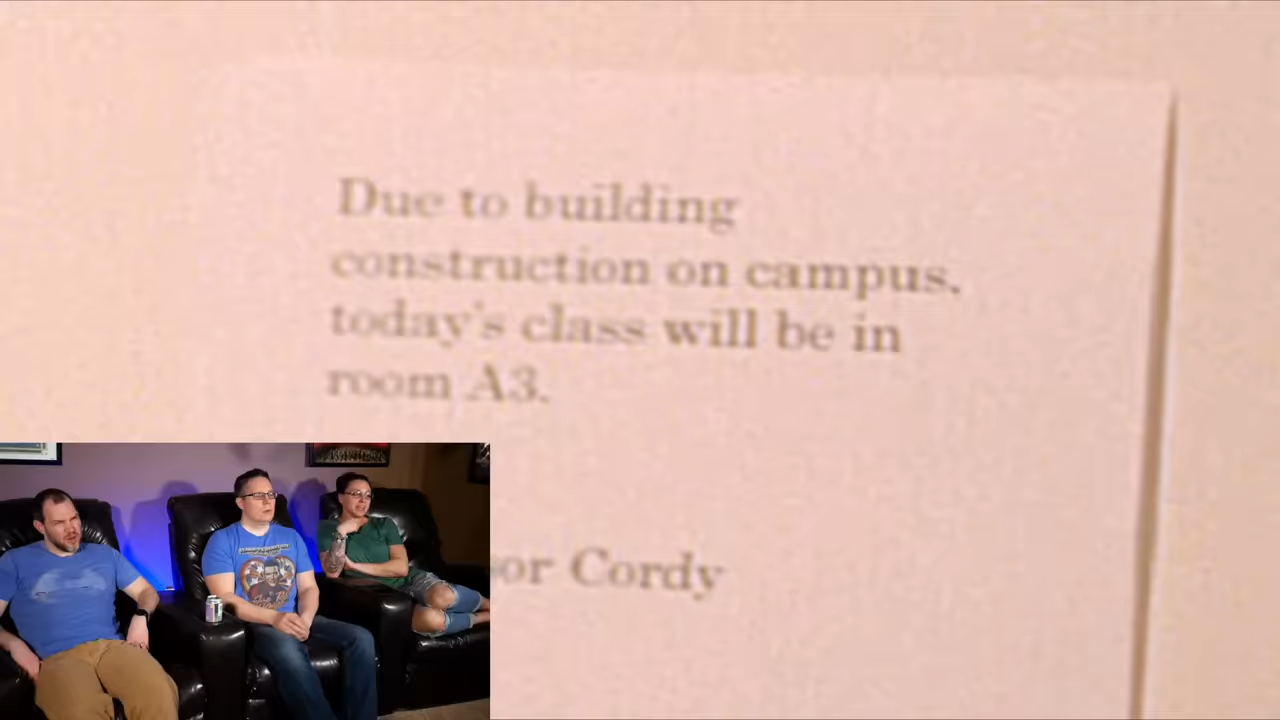 Due to building
construction on campus,
today's class will be in
room A3.
or Cordy